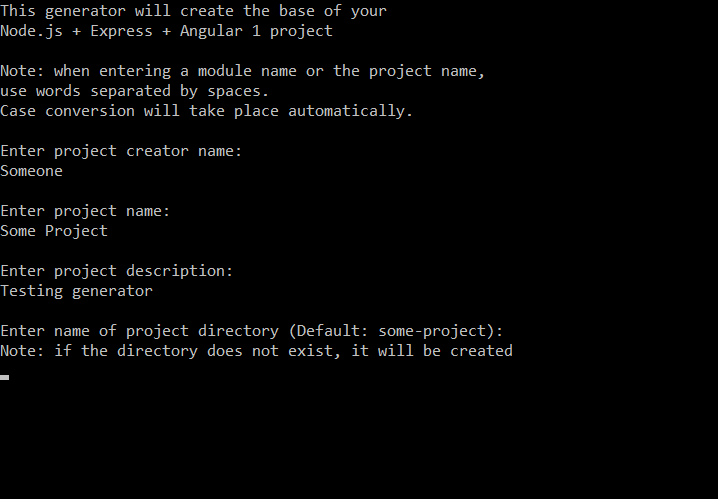 This generator will create the base of your
Node.js + Express + Angular 1 project
Note: when entering a module name or the project name,
use words separated by spaces.
Case conversion will take place automatically.
Enter project creator name:
Someone
Enter project name:
Some Project
Enter project description:
Testing generator
Enter name of project directory (Default: some-project):
Note: if the directory does not exist, it will be created